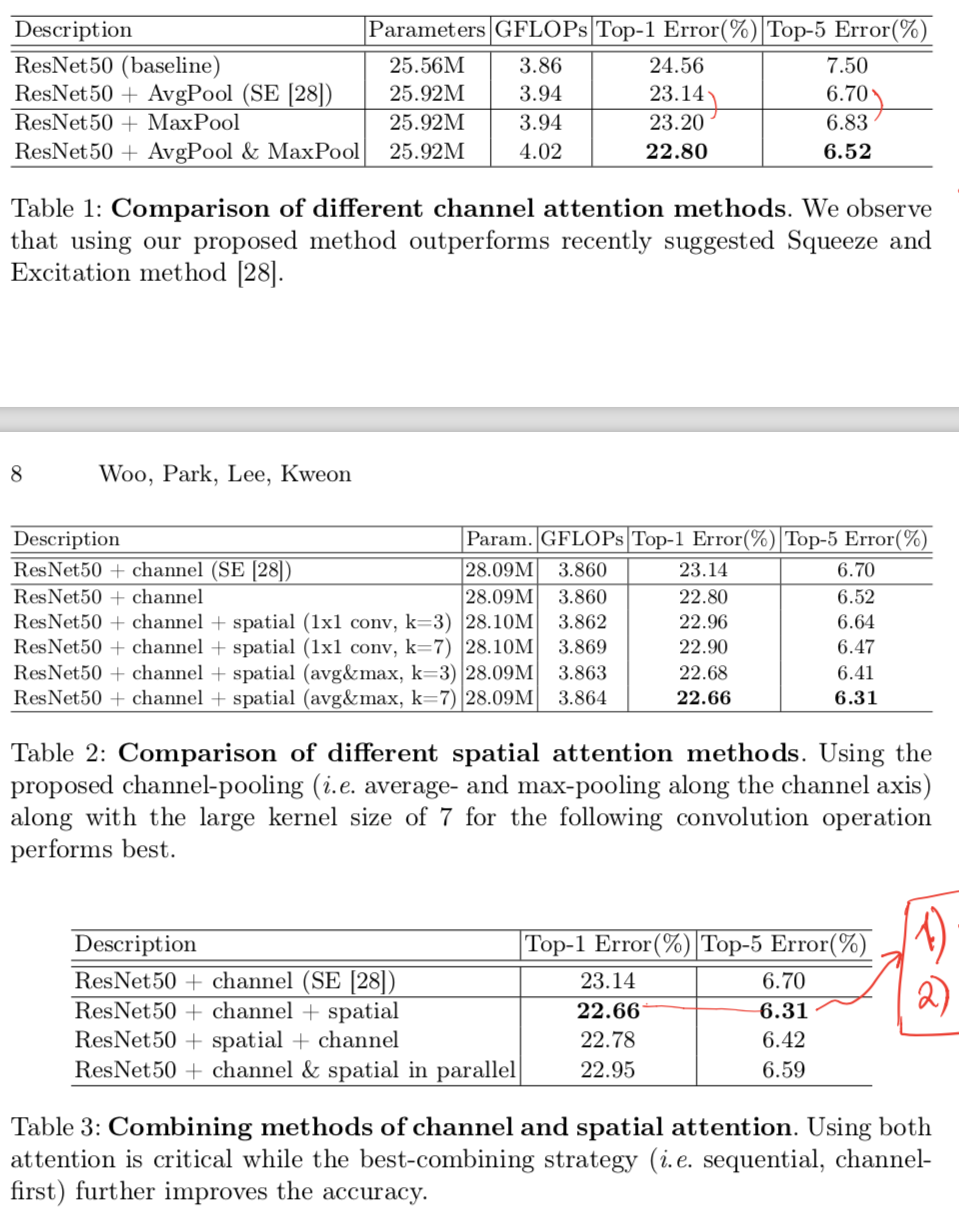 Description Parameters GFLOPs Top-1 Error(%) Top-5 Error(%)
ResNet50 (baseline) 25.56M 3.86 24.56 7.50
ResNet50 + AvgPool (SE [28]) 25.92M 3.94 23.14 6.70
ResNet50 + MaxPool 25.92M 3.94 23.20 6.83
ResNet50 + AvgPool & MaxPool 25.92M 4.02 22.80 6.52
Table 1: Comparison of different channel attention methods. We observe
that using our proposed method outperforms recently suggested Squeeze and
Excitation method [28].
8 Woo, Park, Lee, Kweon
Description Param. GFLOPs Top-1 Error(%) Top-5 Error(%)
ResNet50 + channel (SE [28]) 28.09M 3.860 23.14 6.70
ResNet50 + channel 28.09M 3.860 22.80 6.52
ResNet50 + channel + spatial (1x1 conv, k=3) 28.10M 3.862 22.96 6.64
ResNet50 + channel + spatial (1x1 conv, k=7) 28.10M 3.869 22.90 6.47
ResNet50 + channel + spatial (avg&max, k=3) 28.09M 3.863 22.68 6.41
ResNet50 + channel + spatial (avg&max, k=7) 28.09M 3.864 22.66 6.31
Table 2: Comparison of different spatial attention methods. Using the
proposed channel-pooling (i.e. average- and max-pooling along the channel axis)
along with the large kernel size of 7 for the following convolution operation
performs best.
Description Top-1 Error(%) Top-5 Error(%)
ResNet50 + channel (SE [28]) 23.14 6.70
ResNet50 + channel + spatial 22.66 6.31
ResNet50 + spatial + channel 22.78 6.42
ResNet50 + channel & spatial in parallel 22.95 6.59
1)
2)
Table 3: Combining methods of channel and spatial attention. Using both
attention is critical while the best-combining strategy (i.e. sequential, channel-
first) further improves the accuracy.